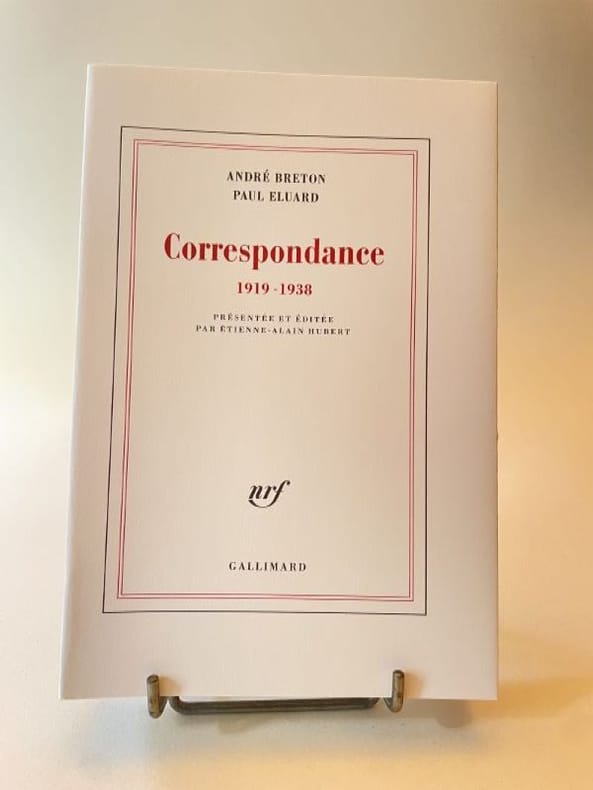 ANDRÉ BRETON
PAUL ELUARD
Correspondance
1919-1938
PRÉSENTÉE ET ÉDITÉE
PAR ÉTIENNE-ALAIN HUBERT
nrf
GALLIMARD